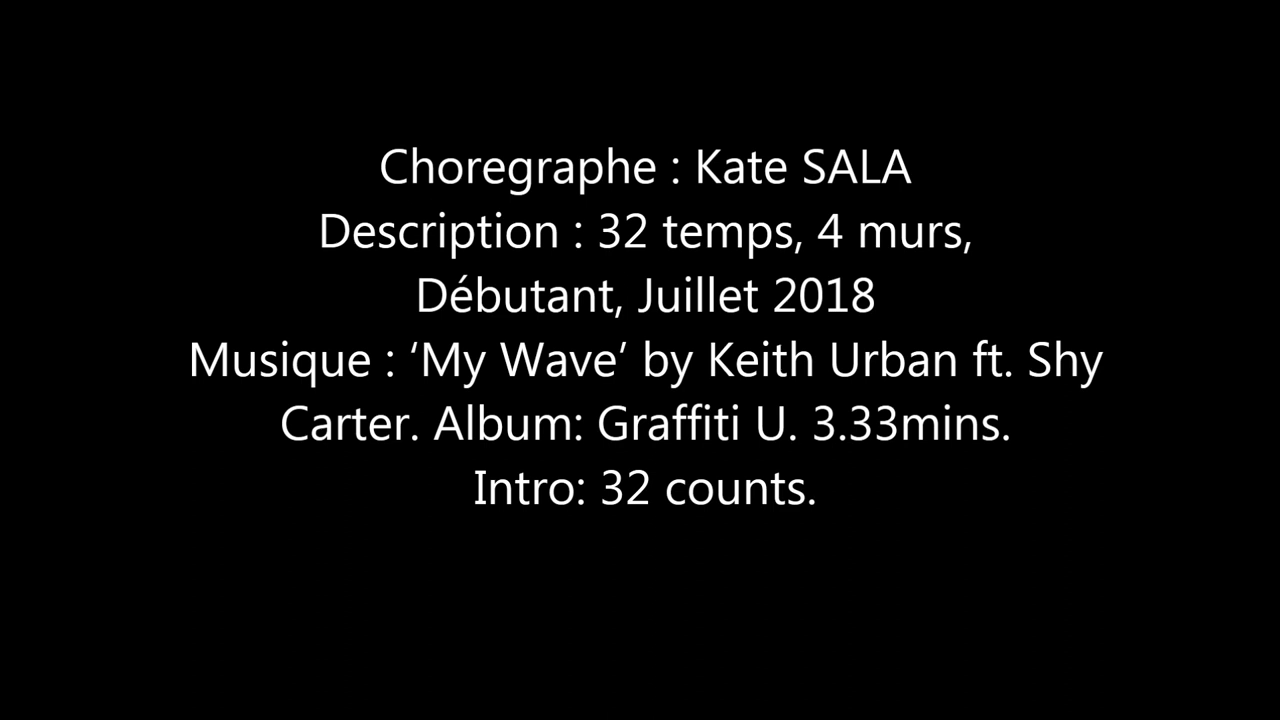 Choregraphe : Kate SALA
Description : 32 temps, 4 murs,
Débutant, Juillet 2018
Musique : ‘My Wave’ by Keith Urban ft. Shy
Carter. Album: Graffiti U. 3.33mins.
Intro: 32 counts.